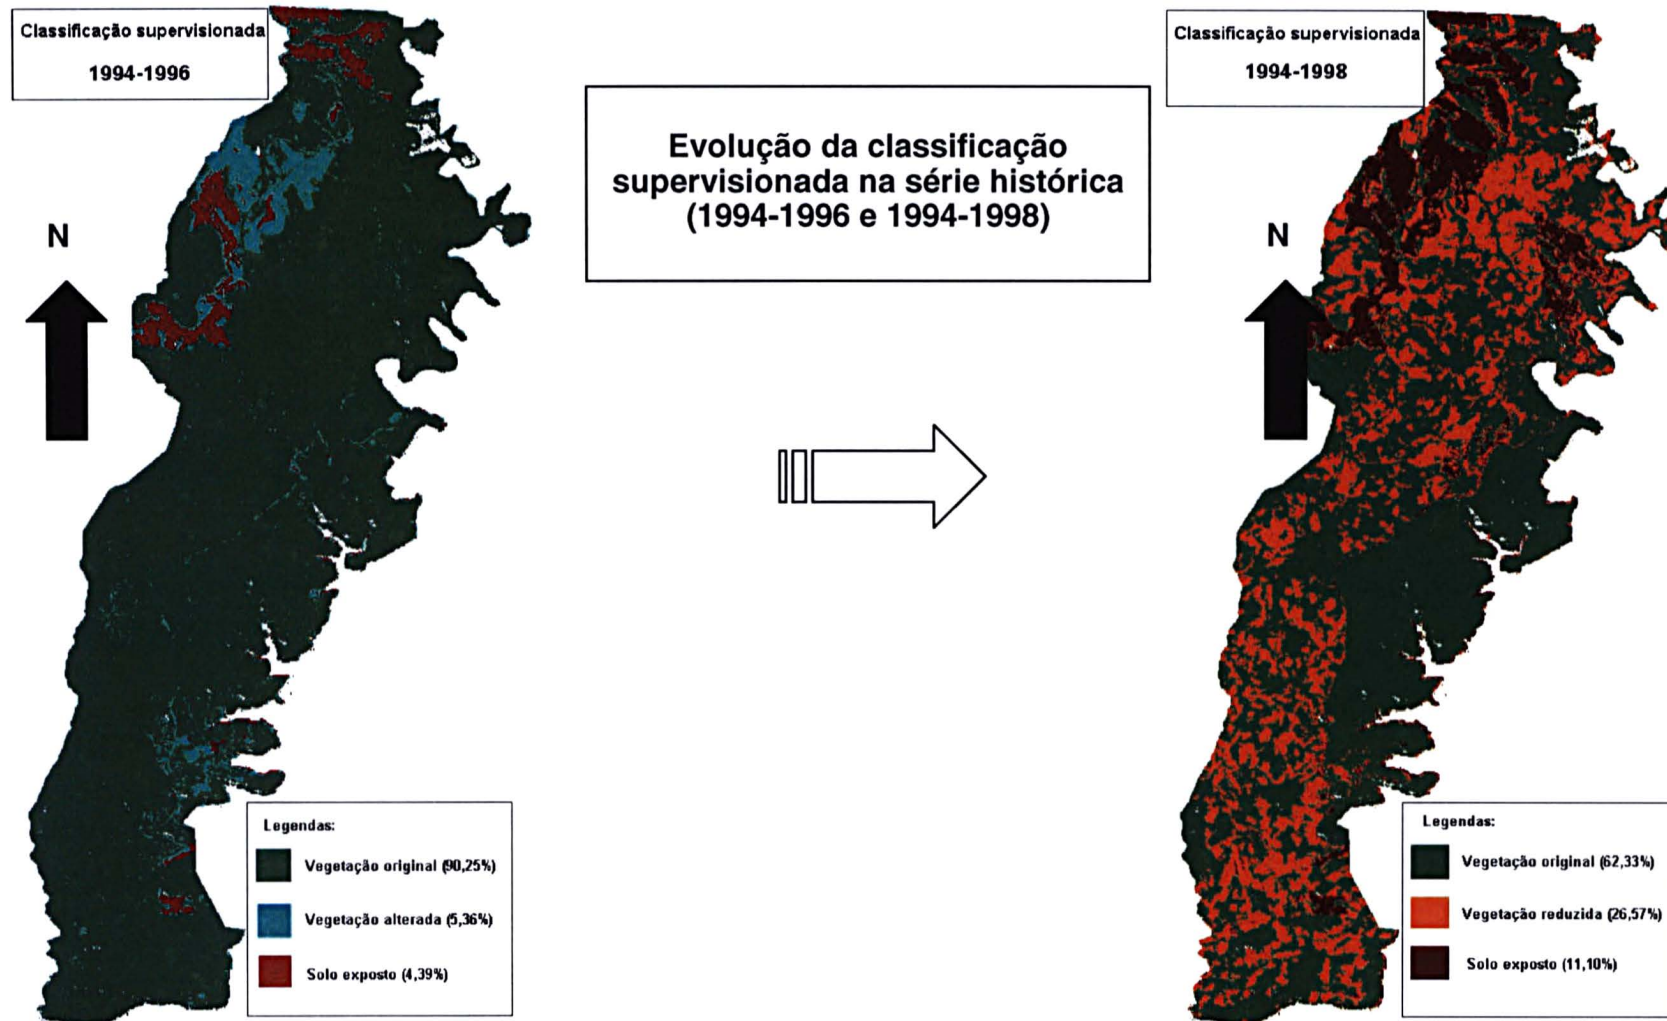 Classificação supervisionada
1994-1996
N
Legendas:
Vegetação original (90,25%)
Vegetação alterada (5,36%)
Solo exposto (4,39%)
Evolução da classificação
supervisionada na série histórica
(1994-1996 e 1994-1998)
Classificação supervisionada
1994-1998
N
Legendas:
Vegetação original (62,33%)
Vegetação reduzida (26,57%)
Solo exposto (11,10%)